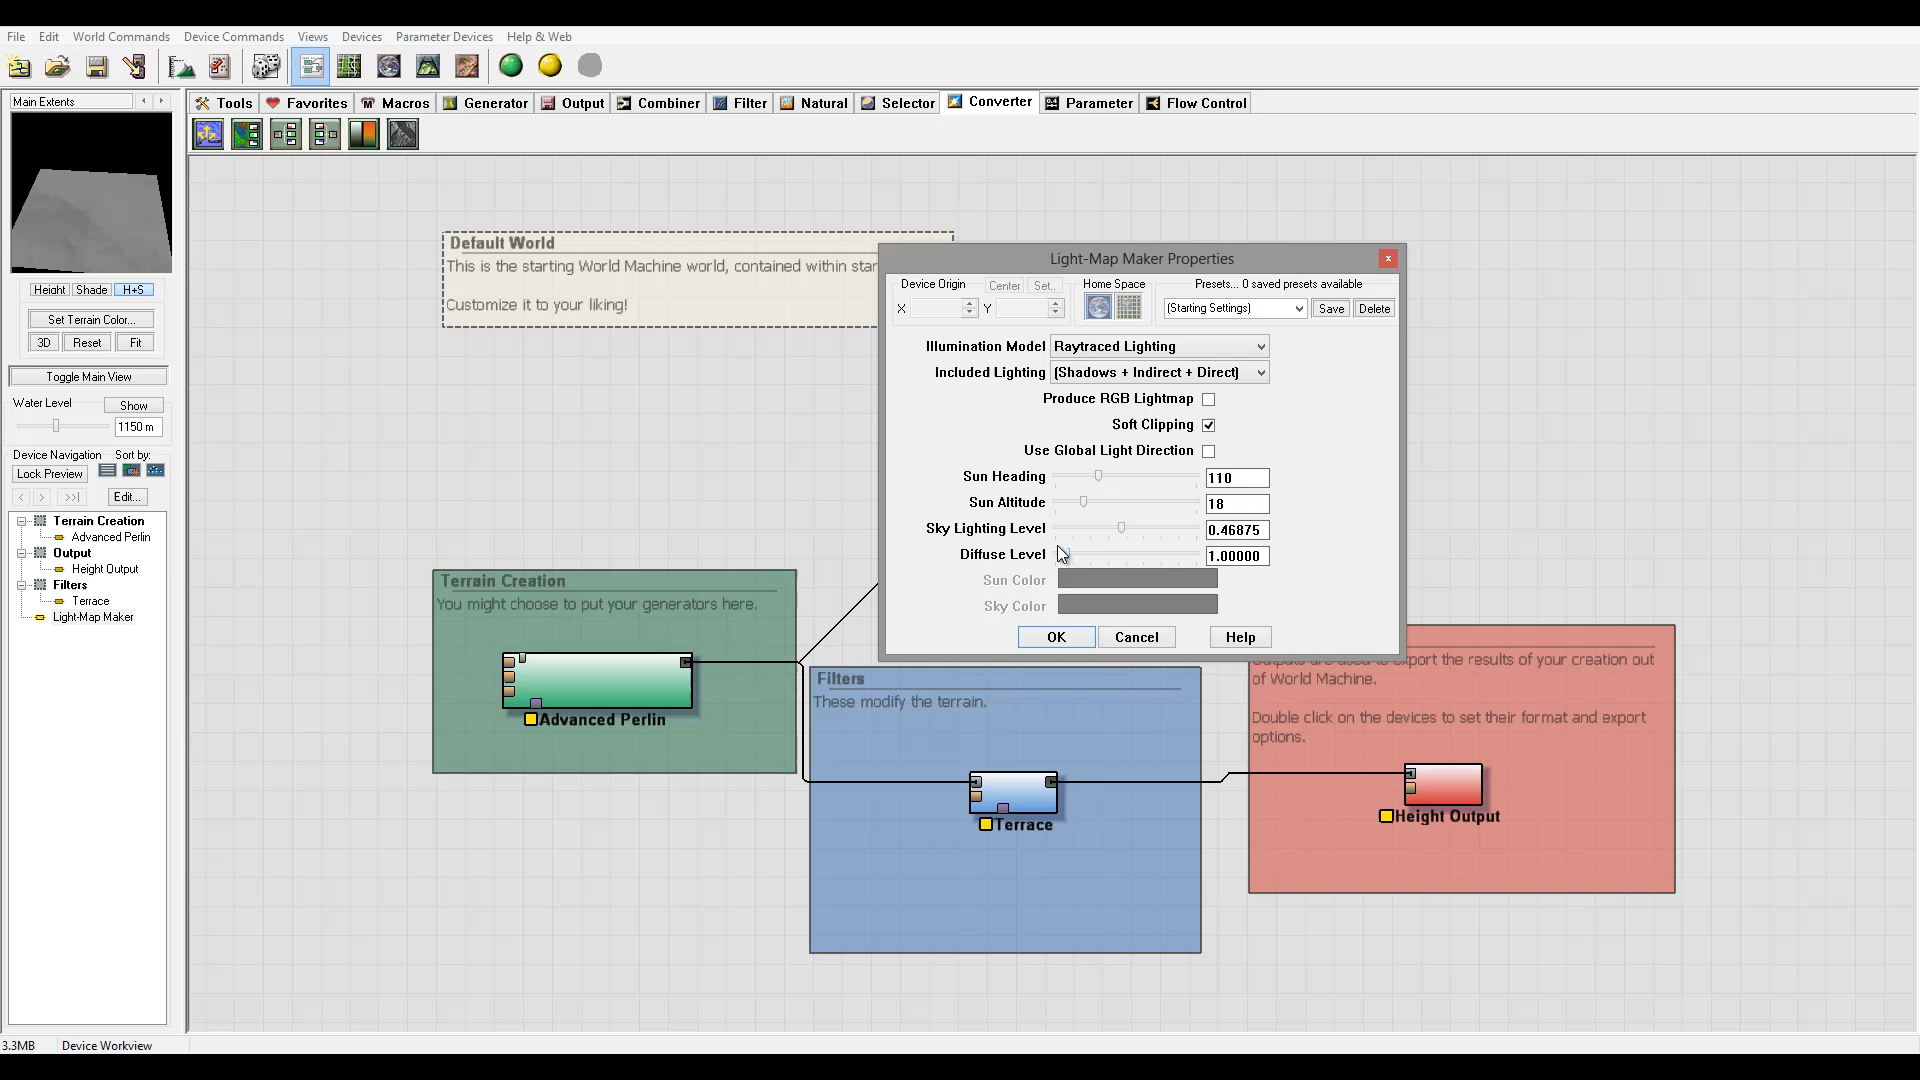 File Edit World Commands Device Commands Views Devices Parameter Devices Help & Web
Main Extents
Tools Favorites Macros Generator Output Combiner Filter Natural Selector Converter Parameter Flow Control
Height Shade H+S
Set Terrain Color...
3D Reset Fit
Toggle Main View
Water Level Show
1150 m
Device Navigation Sort by:
Lock Preview
< > >>| Edit...
Terrain Creation
Advanced Perlin
Output
Height Output
Filters
Terrace
Light-Map Maker
Default World
This is the starting World Machine world, contained within star
Customize it to your liking!
Light-Map Maker Properties
Device Origin Center Set.. Home Space Presets... 0 saved presets available
X Y (Starting Settings) Save Delete
Illumination Model Raytraced Lighting
Included Lighting (Shadows + Indirect + Direct)
Produce RGB Lightmap
Soft Clipping
Use Global Light Direction
Sun Heading 110
Sun Altitude 18
Sky Lighting Level 0.46875
Diffuse Level 1.00000
Sun Color
Sky Color
OK Cancel Help
Terrain Creation
You might choose to put your generators here.
Advanced Perlin
Filters
These modify the terrain.
Terrace
Outputs are used to export the results of your creation out
of World Machine.
Double click on the devices to set their format and export
options.
Height Output
3.3MB Device Workview